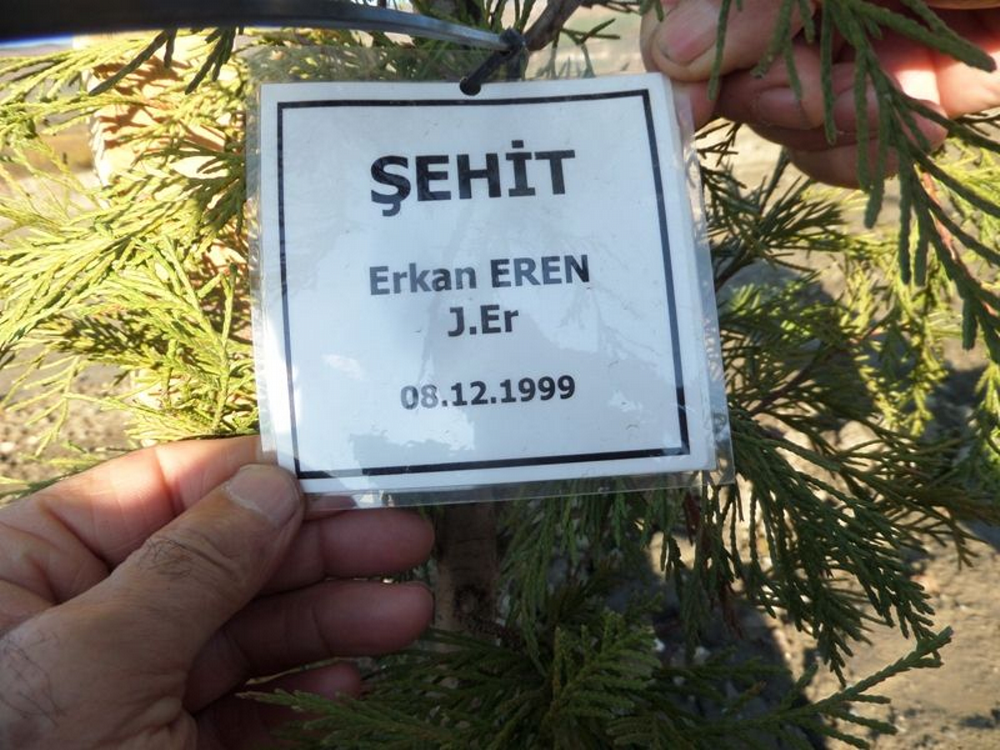 ŞEHİT
Erkan EREN
J.Er
08.12.1999